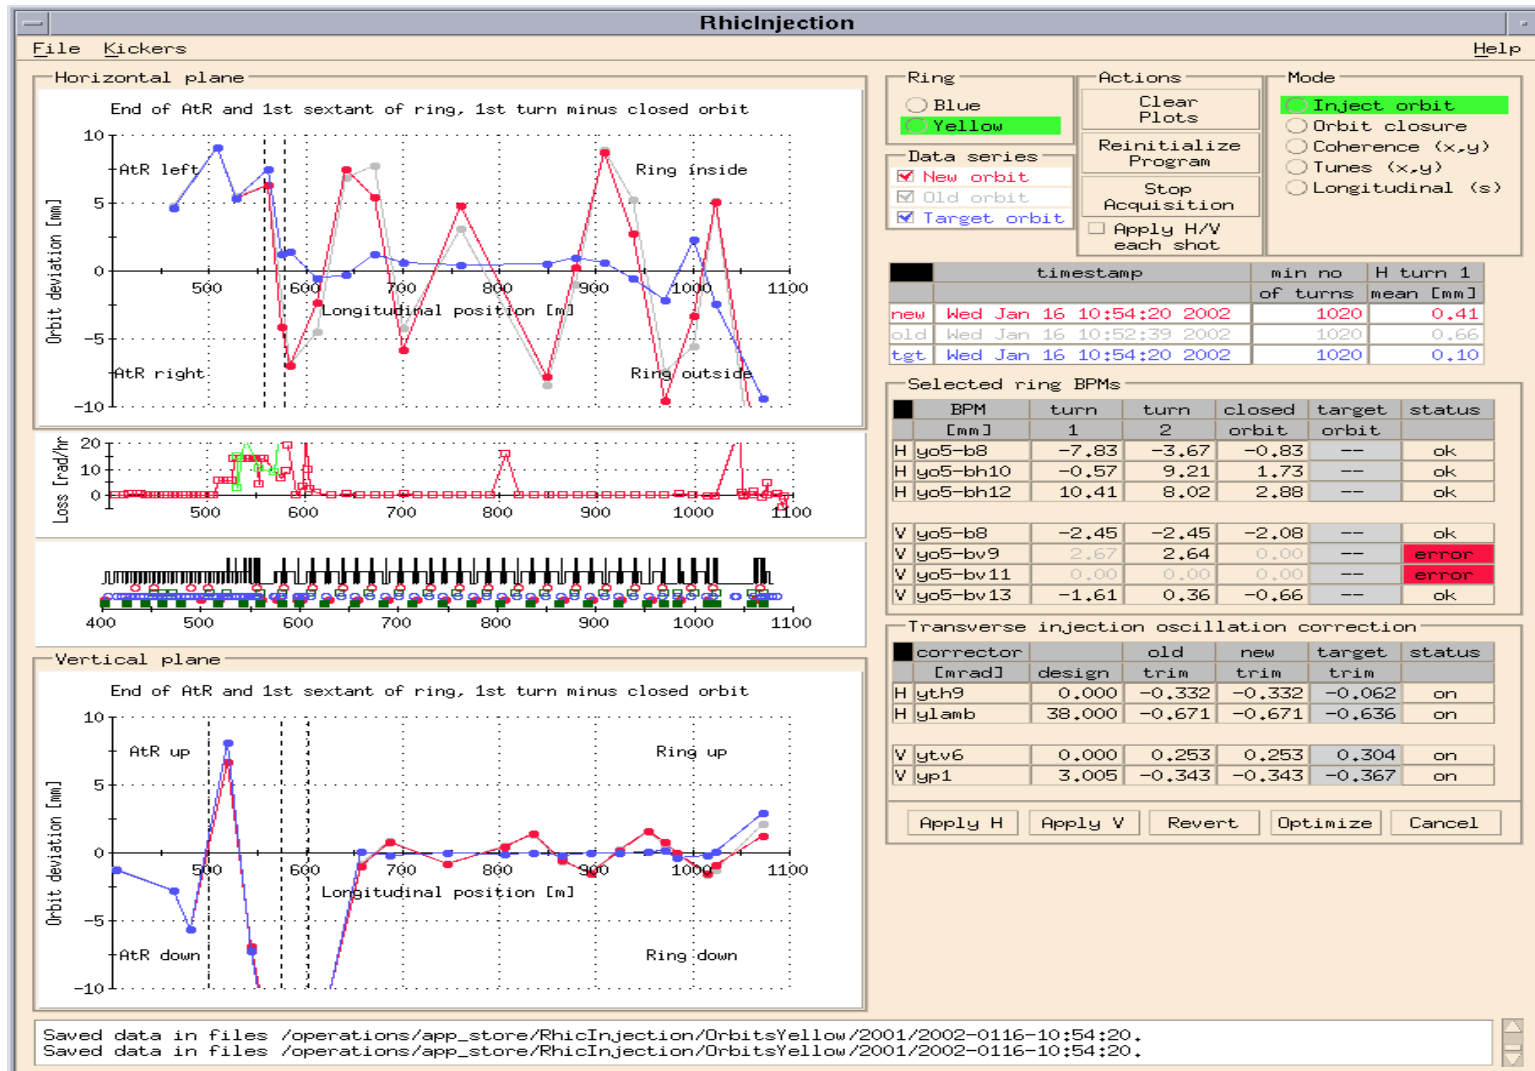 RhicInjection
File Kickers Help
Horizontal plane
End of AtR and 1st sextant of ring, 1st turn minus closed orbit
10
AtR left Ring inside
5
Orbit deviation [mm]
0
500 600 700 800 900 1000 1100
Longitudinal position [m]
-5
AtR right Ring outside
-10
Loss [rad/hr]
20
10
0
500 600 700 800 900 1000 1100
400 500 600 700 800 900 1000 1100
Vertical plane
End of AtR and 1st sextant of ring, 1st turn minus closed orbit
10
AtR up Ring up
5
Orbit deviation [mm]
0
500 600 700 800 900 1000 1100
Longitudinal position [m]
-5
AtR down Ring down
-10
Ring
Blue
Yellow
Data series
New orbit
Old orbit
Target orbit
Actions
Clear
Plots
Reinitialize
Program
Stop
Acquisition
Apply H/V
each shot
Mode
Inject orbit
Orbit closure
Coherence (x,y)
Tunes (x,y)
Longitudinal (s)
timestamp min no H turn 1
of turns mean [mm]
new Wed Jan 16 10:54:20 2002 1020 0.41
old Wed Jan 16 10:52:39 2002 1020 0.66
tgt Wed Jan 16 10:54:20 2002 1020 0.10
Selected ring BPMs
BPM turn turn closed target status
[mm] 1 2 orbit orbit
H yo5-b8 -7.83 -3.67 -0.83 -- ok
H yo5-bh10 -0.57 9.21 1.73 -- ok
H yo5-bh12 10.41 8.02 2.88 -- ok
V yo5-b8 -2.45 -2.45 -2.08 -- ok
V yo5-bv9 2.67 2.64 0.00 -- error
V yo5-bv11 0.00 0.00 0.00 -- error
V yo5-bv13 -1.61 0.36 -0.66 -- ok
Transverse injection oscillation correction
corrector old new target status
[mrad] design trim trim trim
H yth9 0.000 -0.332 -0.332 -0.062 on
H ylamb 38.000 -0.671 -0.671 -0.636 on
V ytv6 0.000 0.253 0.253 0.304 on
V yp1 3.005 -0.343 -0.343 -0.367 on
Apply H Apply V Revert Optimize Cancel
Saved data in files /operations/app_store/RhicInjection/OrbitsYellow/2001/2002-0116-10:54:20.
Saved data in files /operations/app_store/RhicInjection/OrbitsYellow/2001/2002-0116-10:54:20.